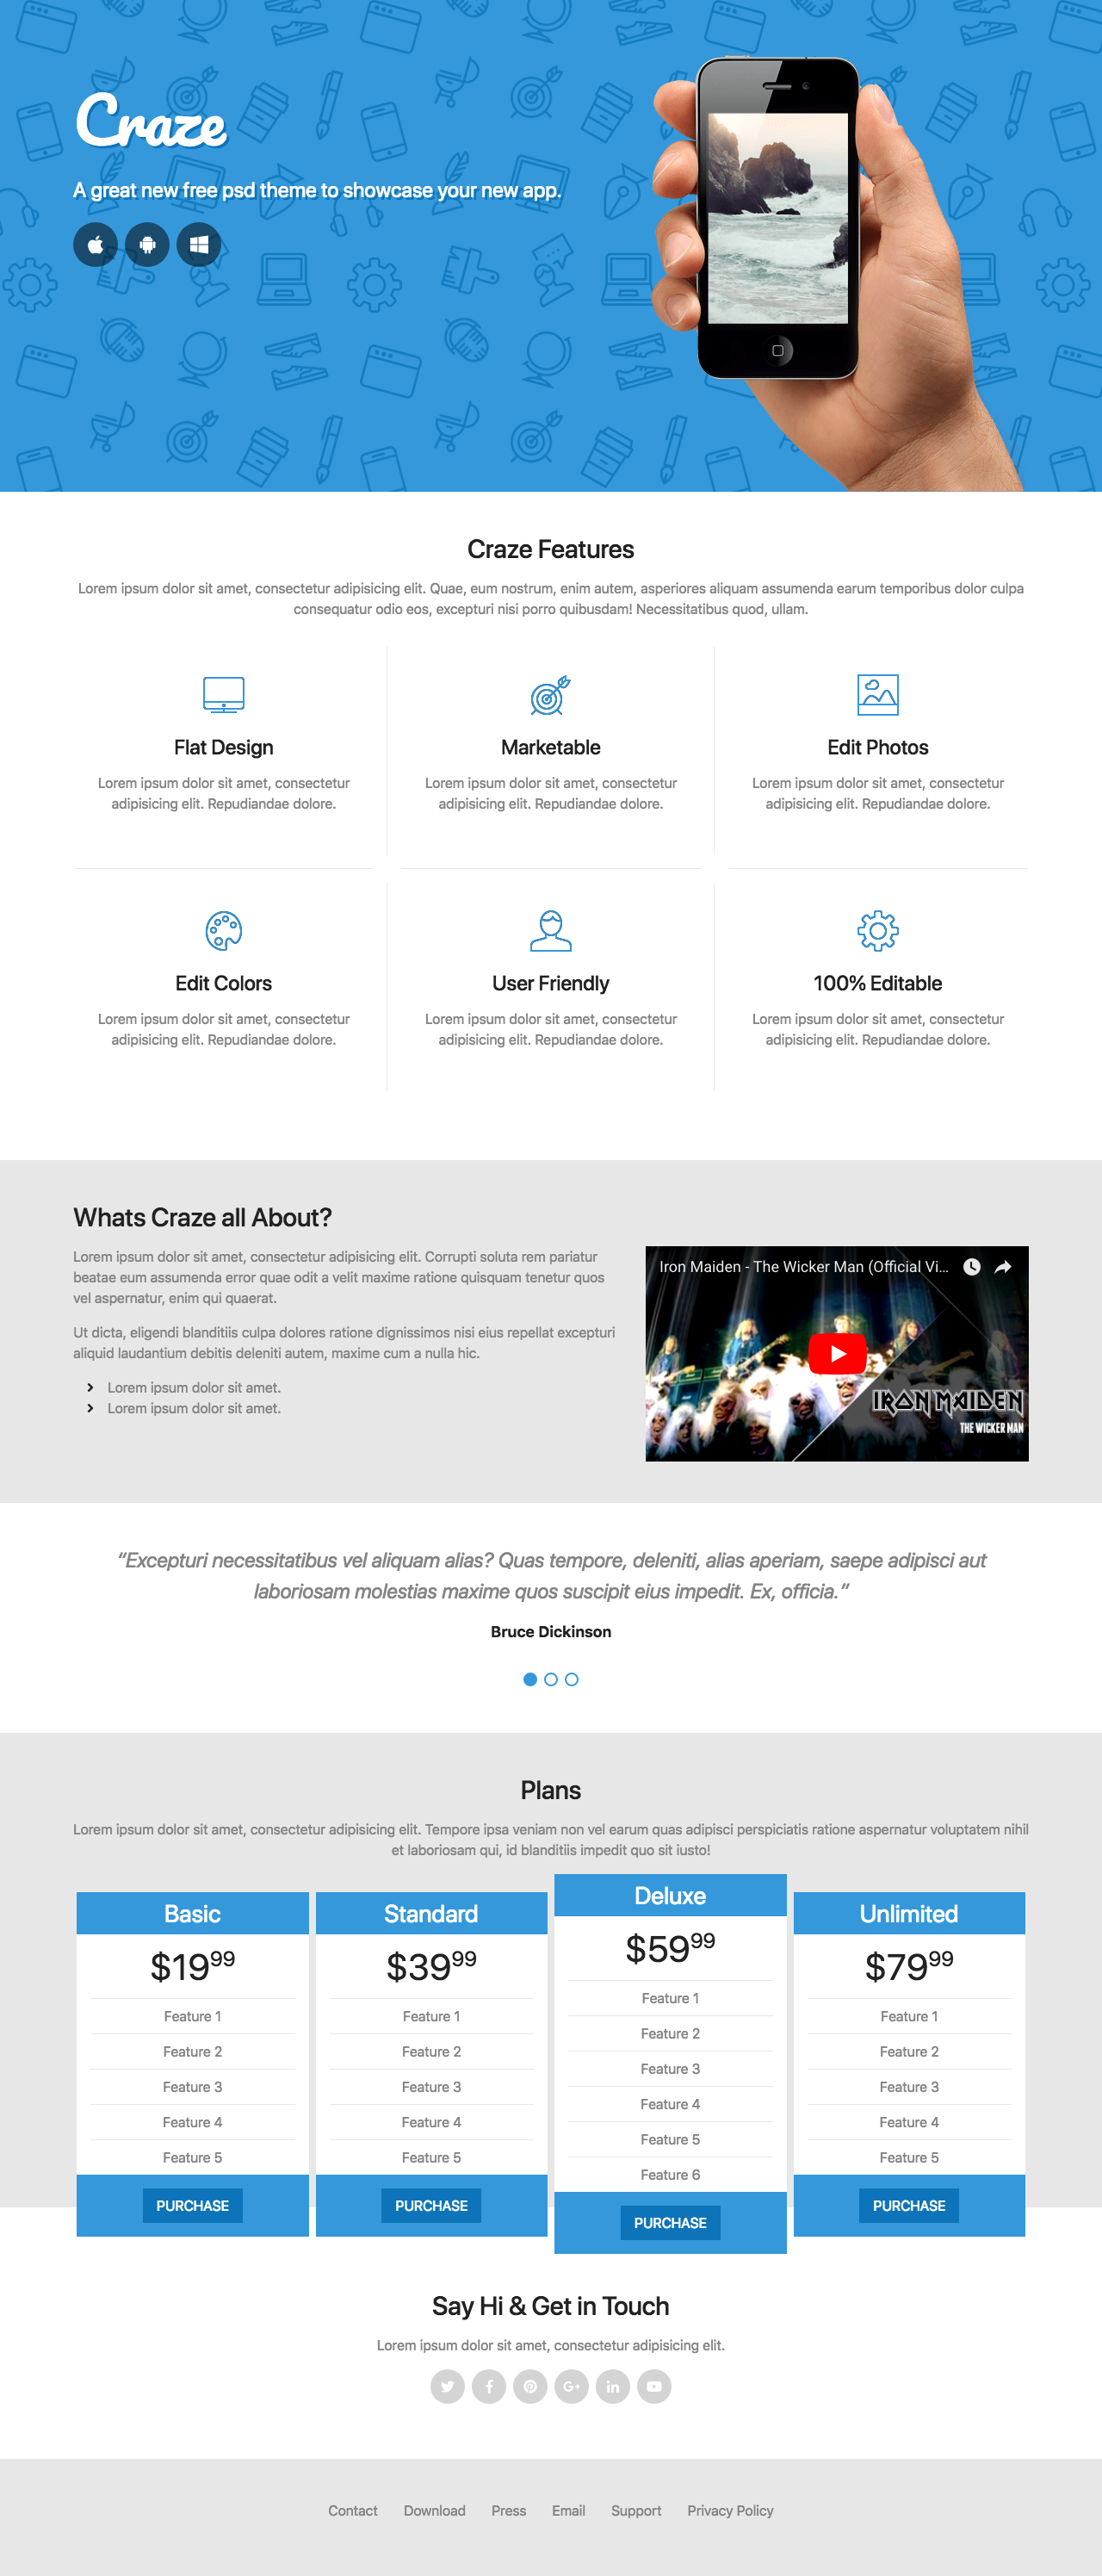 Craze
A great new free psd theme to showcase your new app.
Craze Features
Lorem ipsum dolor sit amet, consectetur adipisicing elit. Quae, eum nostrum, enim autem, asperiores aliquam assumenda earum temporibus dolor culpa
consequatur odio eos, excepturi nisi porro quibusdam! Necessitatibus quod, ullam.
Flat Design
Lorem ipsum dolor sit amet, consectetur
adipisicing elit. Repudiandae dolore.
Marketable
Lorem ipsum dolor sit amet, consectetur
adipisicing elit. Repudiandae dolore.
Edit Photos
Lorem ipsum dolor sit amet, consectetur
adipisicing elit. Repudiandae dolore.
Edit Colors
Lorem ipsum dolor sit amet, consectetur
adipisicing elit. Repudiandae dolore.
User Friendly
Lorem ipsum dolor sit amet, consectetur
adipisicing elit. Repudiandae dolore.
100% Editable
Lorem ipsum dolor sit amet, consectetur
adipisicing elit. Repudiandae dolore.
Whats Craze all About?
Lorem ipsum dolor sit amet, consectetur adipisicing elit. Corrupti soluta rem pariatur
beatae eum assumenda error quae odit a velit maxime ratione quisquam tenetur quos
vel aspernatur, enim qui quaerat.
Ut dicta, eligendi blanditiis culpa dolores ratione dignissimos nisi eius repellat excepturi
aliquid laudantium debitis deleniti autem, maxime cum a nulla hic.
Lorem ipsum dolor sit amet.
Lorem ipsum dolor sit amet.
Iron Maiden - The Wicker Man (Official Vi...
IRON MAIDEN
THE WICKER MAN
“Excepturi necessitatibus vel aliquam alias? Quas tempore, deleniti, alias aperiam, saepe adipisci aut
laboriosam molestias maxime quos suscipit eius impedit. Ex, officia.”
Bruce Dickinson
Plans
Lorem ipsum dolor sit amet, consectetur adipisicing elit. Tempore ipsa veniam non vel earum quas adipisci perspiciatis ratione aspernatur voluptatem nihil
et laboriosam qui, id blanditiis impedit quo sit iusto!
Basic
$1999
Feature 1
Feature 2
Feature 3
Feature 4
Feature 5
PURCHASE
Standard
$3999
Feature 1
Feature 2
Feature 3
Feature 4
Feature 5
PURCHASE
Deluxe
$5999
Feature 1
Feature 2
Feature 3
Feature 4
Feature 5
Feature 6
PURCHASE
Unlimited
$7999
Feature 1
Feature 2
Feature 3
Feature 4
Feature 5
PURCHASE
Say Hi & Get in Touch
Lorem ipsum dolor sit amet, consectetur adipisicing elit.
Contact Download Press Email Support Privacy Policy